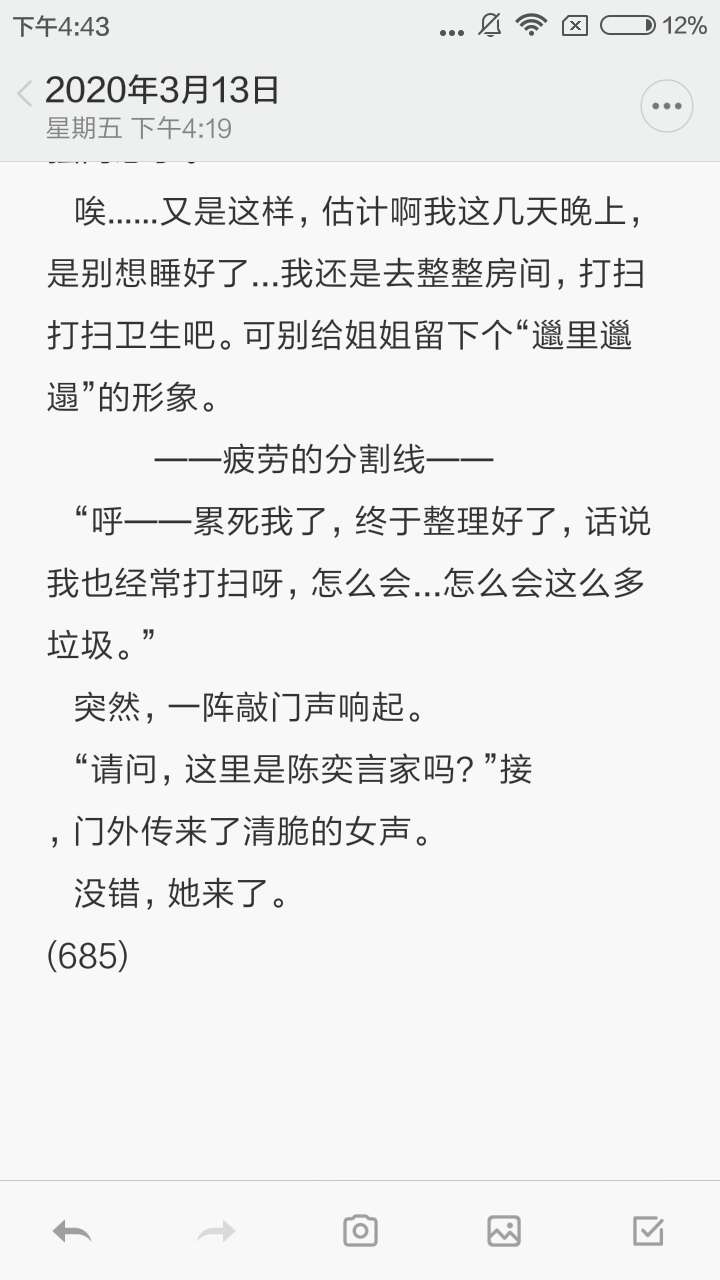 下午4:43
12%
2020年3月13日
星期五 下午4:19
唉......又是这样，估计啊我这几天晚上，
是别想睡好了...我还是去整整房间，打扫
打扫卫生吧。可别给姐姐留下个“邋里邋
遢”的形象。
——疲劳的分割线——
“呼——累死我了，终于整理好了，话说
我也经常打扫呀，怎么会...怎么会这么多
垃圾。”
突然，一阵敲门声响起。
“请问，这里是陈奕言家吗？”接
，门外传来了清脆的女声。
没错，她来了。
(685)